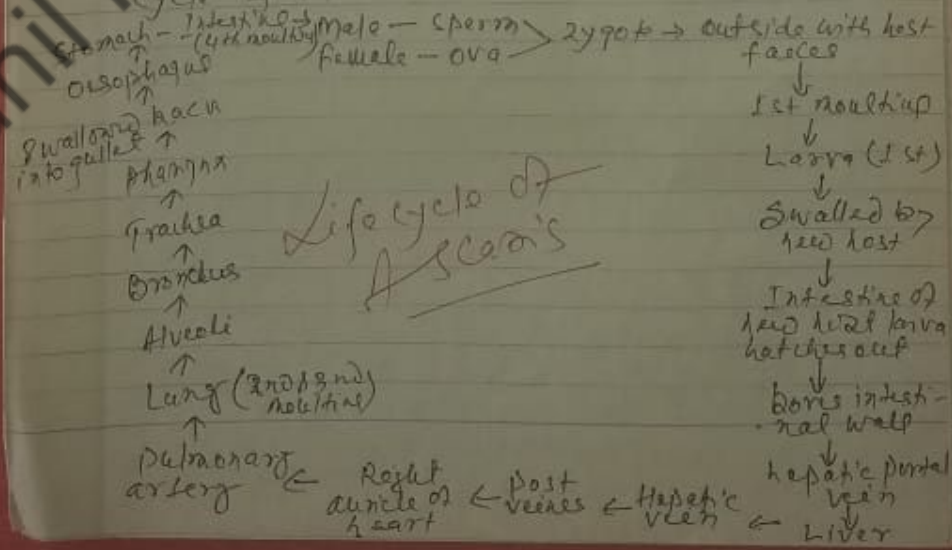 Intestine →
Stomach - (4th moulting) Male - sperm
Female - ova
zygote → outside with host
faeces
↓
1st moulting
↓
Larva (1st)
↓
Swalled by
new host
↓
Intestine of
new host larva
hatches out
↓
Bores intesti-
nal wall
↓
hepatic portal
vein
↓
Liver
← Hepatic
vein
← post
veines
← Right
auricle of
heart
← Pulmonary
artery
↑
Lung (2nd & 3rd
moulting)
↑
Alveoli
↑
Bronchus
↑
Trachea
↑
Pharynx
↑
Swallowed back
into gullet
↑
Oesophagus
↑
Lifecycle of
Ascaris